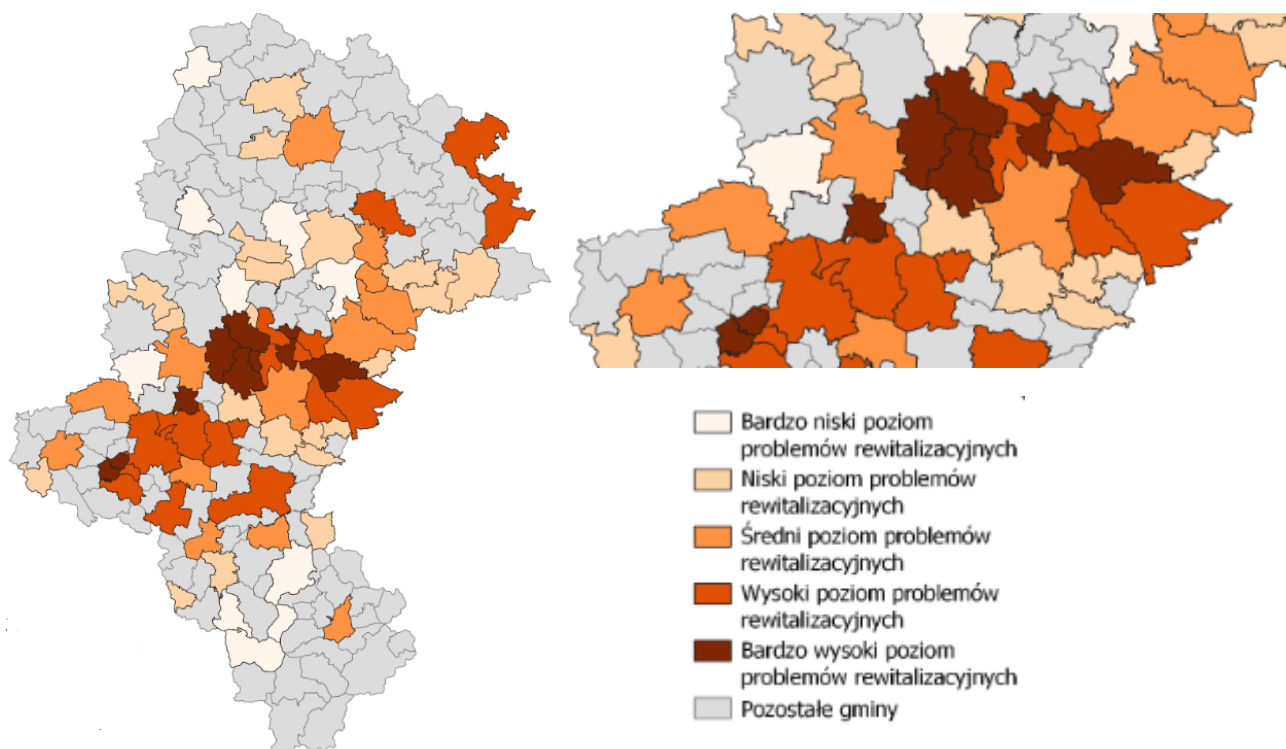 Bardzo niski poziom
problemów rewitalizacyjnych
Niski poziom problemów
rewitalizacyjnych
Średni poziom problemów
rewitalizacyjnych
Wysoki poziom problemów
rewitalizacyjnych
Bardzo wysoki poziom
problemów rewitalizacyjnych
Pozostałe gminy